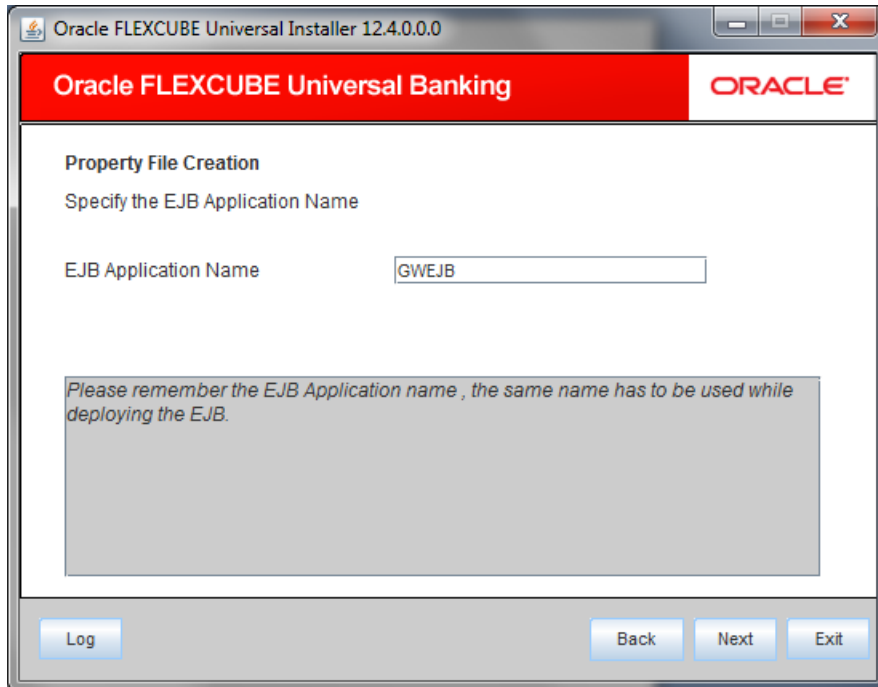 Oracle FLEXCUBE Universal Installer 12.4.0.0.0
Oracle FLEXCUBE Universal Banking
ORACLE
Property File Creation
Specify the EJB Application Name
EJB Application Name
GWEJB
Please remember the EJB Application name , the same name has to be used while
deploying the EJB.
Log
Back
Next
Exit